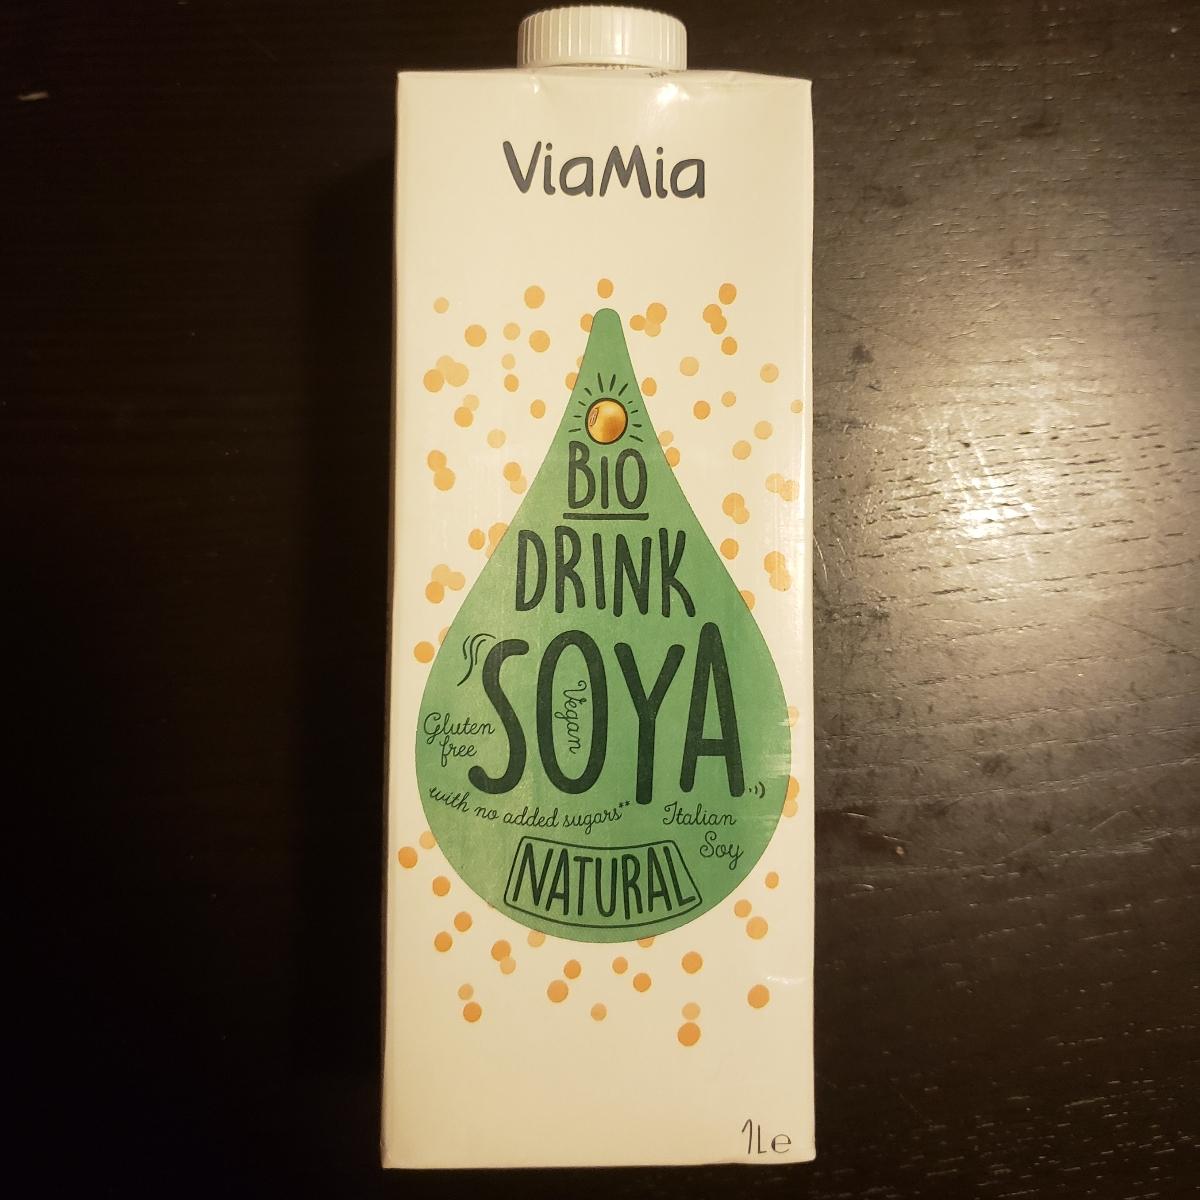 ViaMia
BIO
DRINK
SOYA
Vegan
Gluten
free
with no added sugars**
Italian
Soy
NATURAL
1L℮